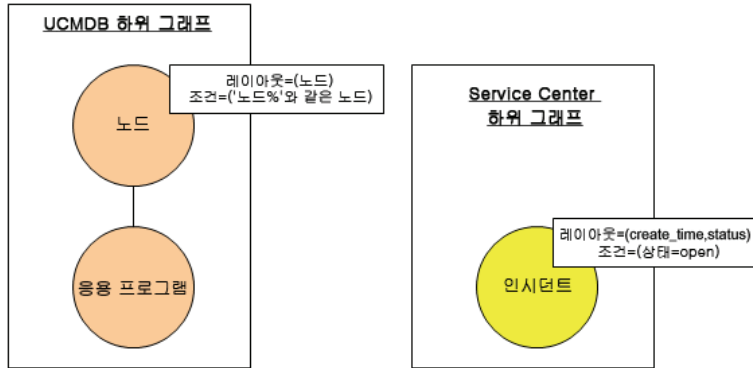 UCMDB 하위 그래프
레이아웃=(노드)
조건=('노드%'와 같은 노드)
노드
응용 프로그램
Service Center
하위 그래프
레이아웃=(create_time,status)
조건=(상태=open)
인시던트